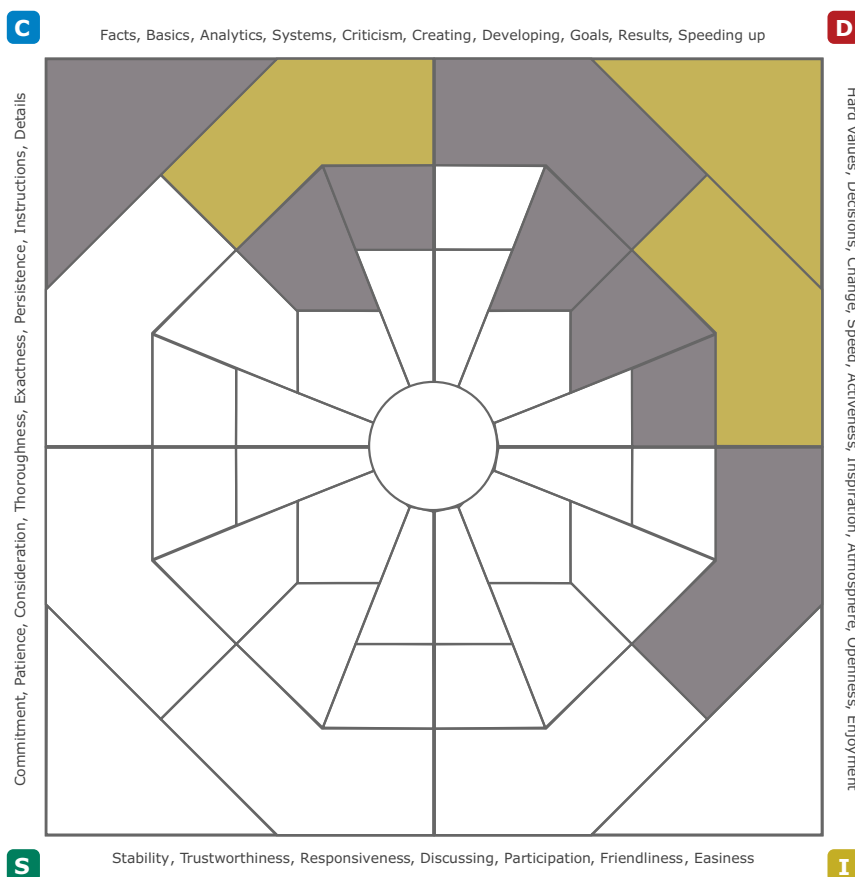 C
D
Facts, Basics, Analytics, Systems, Criticism, Creating, Developing, Goals, Results, Speeding up
Commitment, Patience, Consideration, Thoroughness, Exactness, Persistence, Instructions, Details
Hard values, Decisions, Change, Speed, Activeness, Inspiration, Atmosphere, Openness, Enjoyment
S
Stability, Trustworthiness, Responsiveness, Discussing, Participation, Friendliness, Easiness
I